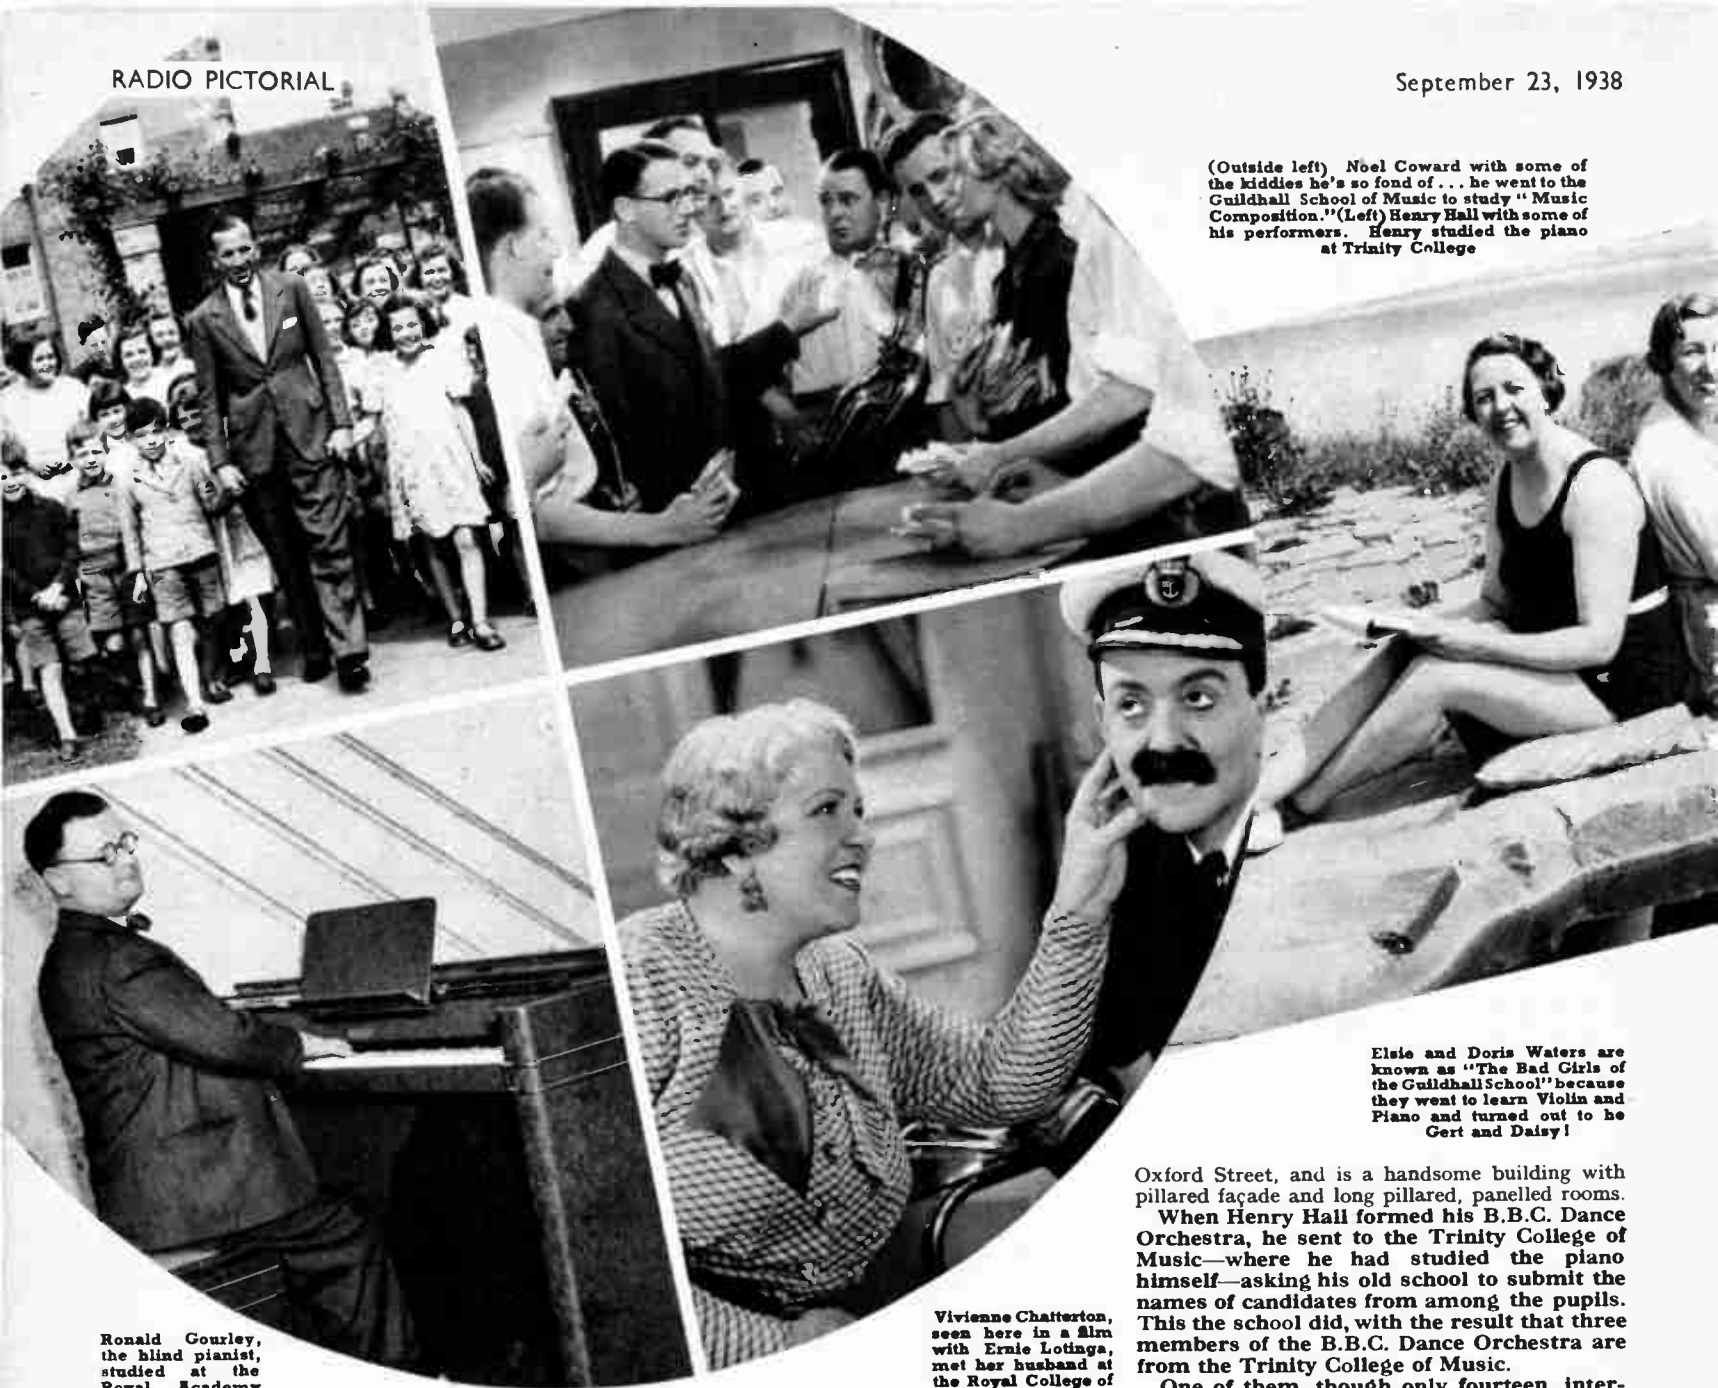 RADIO PICTORIAL
September 23, 1938
(Outside left) Noel Coward with some of
the kiddies he's so fond of . . . he went to the
Guildhall School of Music to study " Music
Composition."(Left) Henry Hall with some of
his performers. Henry studied the piano
at Trinity College
Elsie and Doris Waters are
known as "The Bad Girls of
the Guildhall School" because
they went to learn Violin and
Piano and turned out to be
Gert and Daisy!
Oxford Street, and is a handsome building with
pillared façade and long pillared, panelled rooms.
When Henry Hall formed his B.B.C. Dance
Orchestra, he sent to the Trinity College of
Music—where he had studied the piano
himself—asking his old school to submit the
names of candidates from among the pupils.
This the school did, with the result that three
members of the B.B.C. Dance Orchestra are
from the Trinity College of Music.
One of them, though only fourteen, inter-
Vivienne Chatterton,
seen here in a film
with Ernie Lotinga,
met her husband at
the Royal College of
Ronald Gourley,
the blind pianist,
studied at the
Royal Academy